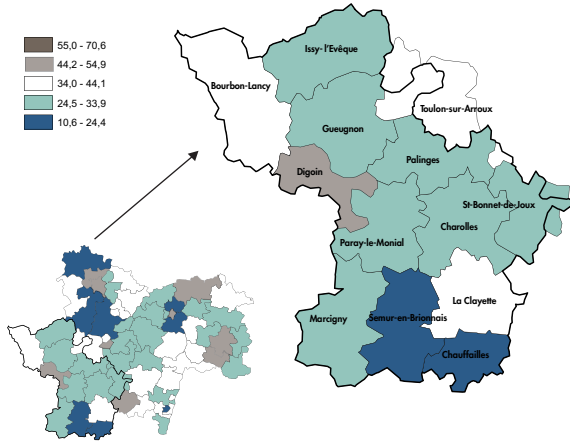 55,0 - 70,6
44,2 - 54,9
34,0 - 44,1
24,5 - 33,9
10,6 - 24,4
Issy-l'Evêque
Bourbon-Lancy
Toulon-sur-Arroux
Gueugnon
Palinges
Digoin
St-Bonnet-de-Joux
Charolles
Paray-le-Monial
La Clayette
Marcigny
Semur-en-Brionnais
Chauffailles